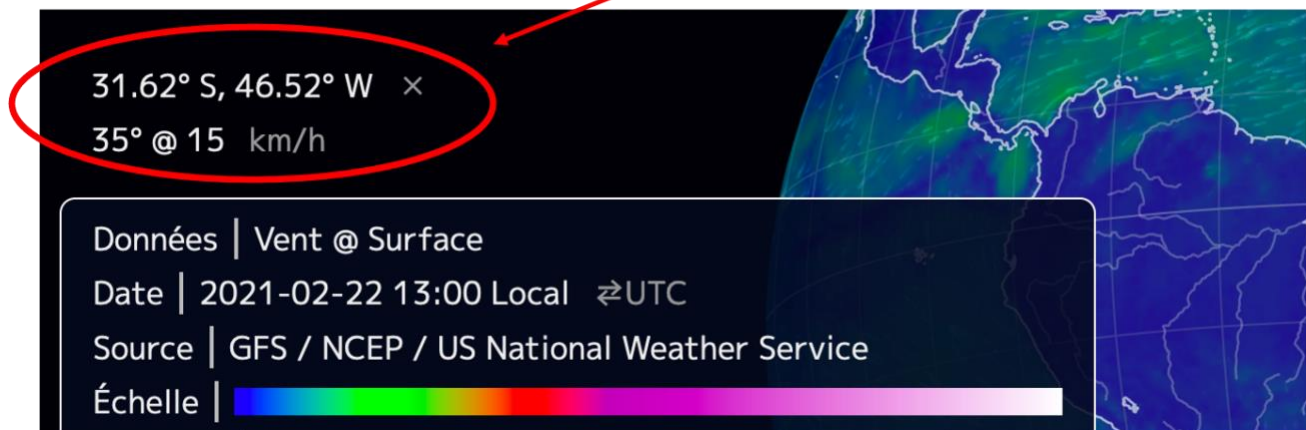 31.62° S, 46.52° W ×
35° @ 15 km/h
Données | Vent @ Surface
Date | 2021-02-22 13:00 Local ⇄UTC
Source | GFS / NCEP / US National Weather Service
Échelle |